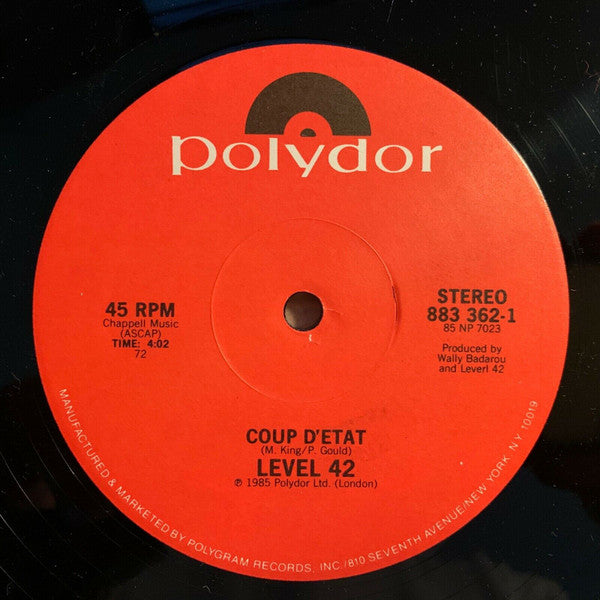 polydor
45 RPM
Chappell Music
(ASCAP)
TIME: 4:02
72
STEREO
883 362-1
85 NP 7023
Produced by
Wally Badarou
and Leverl 42
COUP D'ETAT
(M. King/P. Gould)
LEVEL 42
℗ 1985 Polydor Ltd. (London)
MANUFACTURED & MARKETED BY POLYGRAM RECORDS, INC./810 SEVENTH AVENUE/NEW YORK, N.Y. 10019